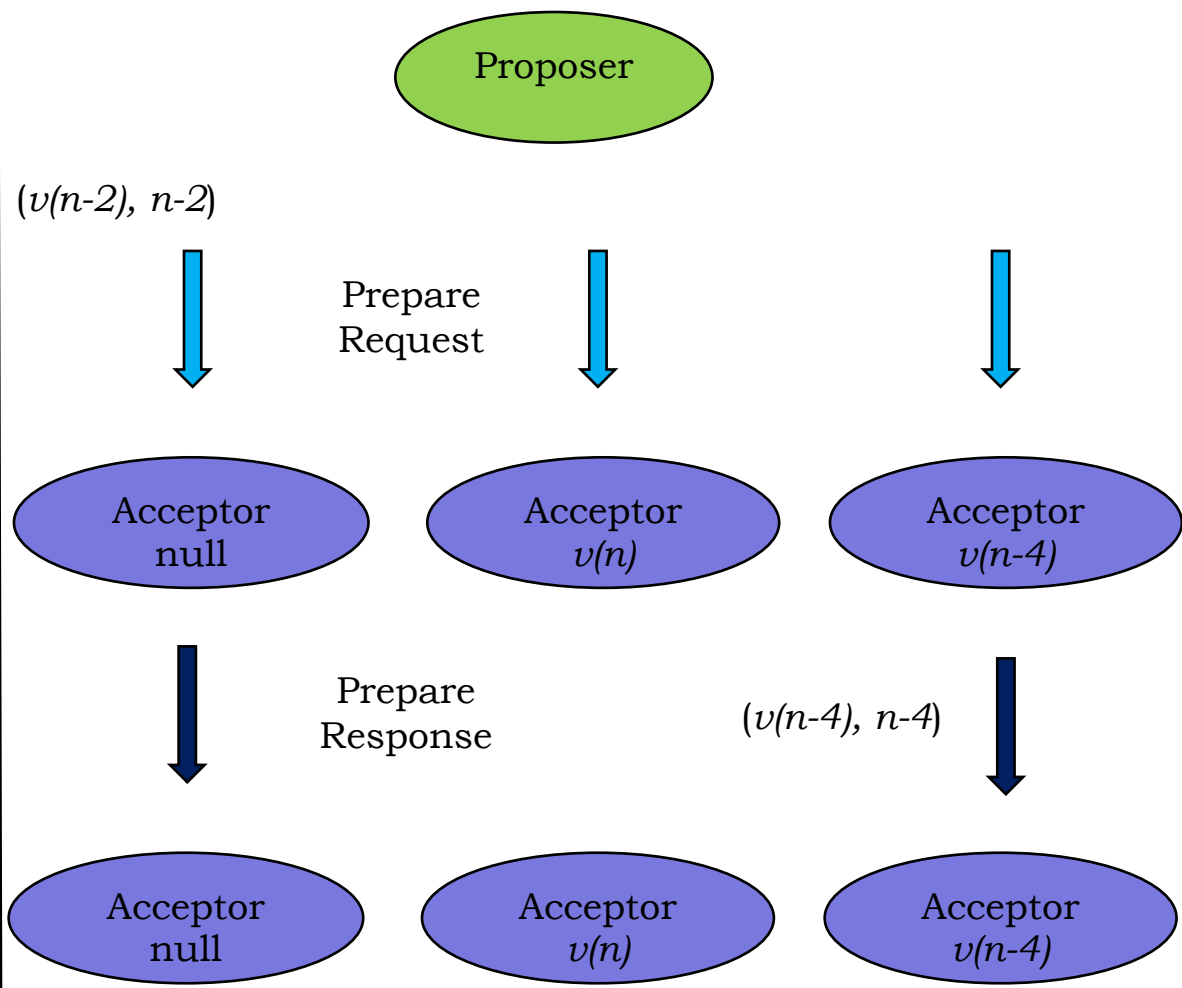 Proposer
(v(n-2), n-2)
Prepare
Request
Acceptor
null
Acceptor
v(n)
Acceptor
v(n-4)
Prepare
Response
(v(n-4), n-4)
Acceptor
null
Acceptor
v(n)
Acceptor
v(n-4)